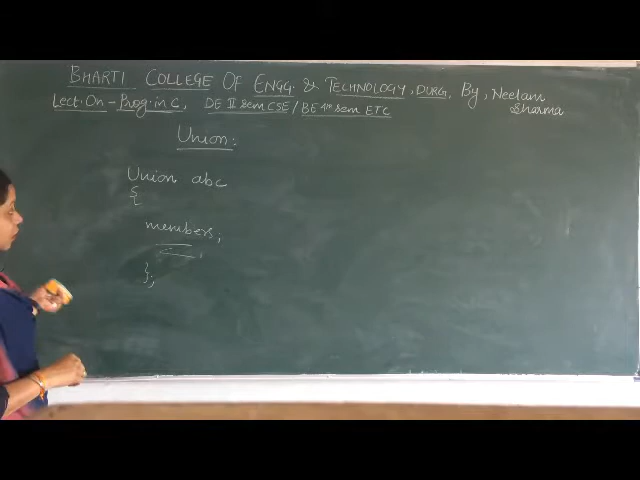 BHARTI COLLEGE OF ENGG. & TECHNOLOGY, DURG. By, Neelam Sharma
Lect. On - Prog. in C, DE II sem CSE / BE 4th sem ETC
Union:
Union abc
{
members;
};